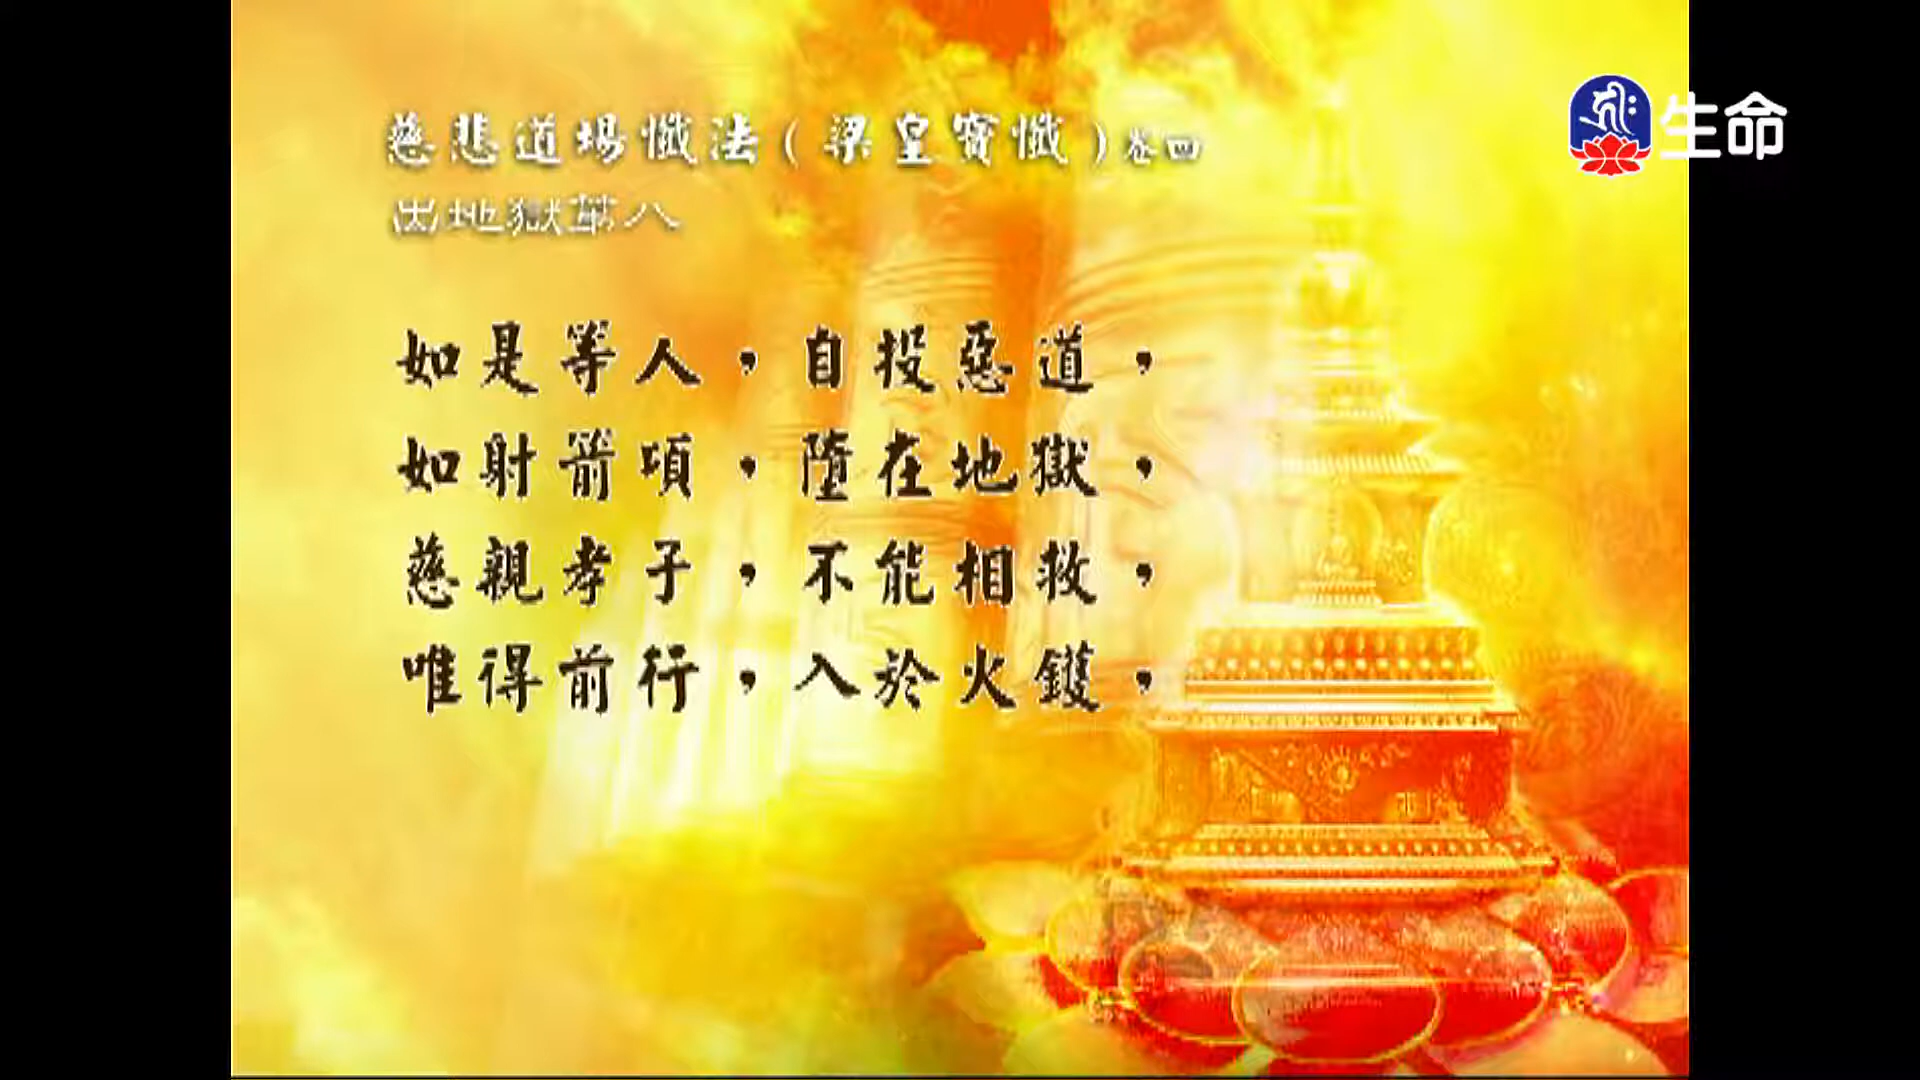 慈悲道場懺法(梁皇寶懺)卷四
生命
出地獄第八
如是等人，自投惡道，
如射箭頃，墮在地獄，
慈親孝子，不能相救，
唯得前行，入於火鑊，